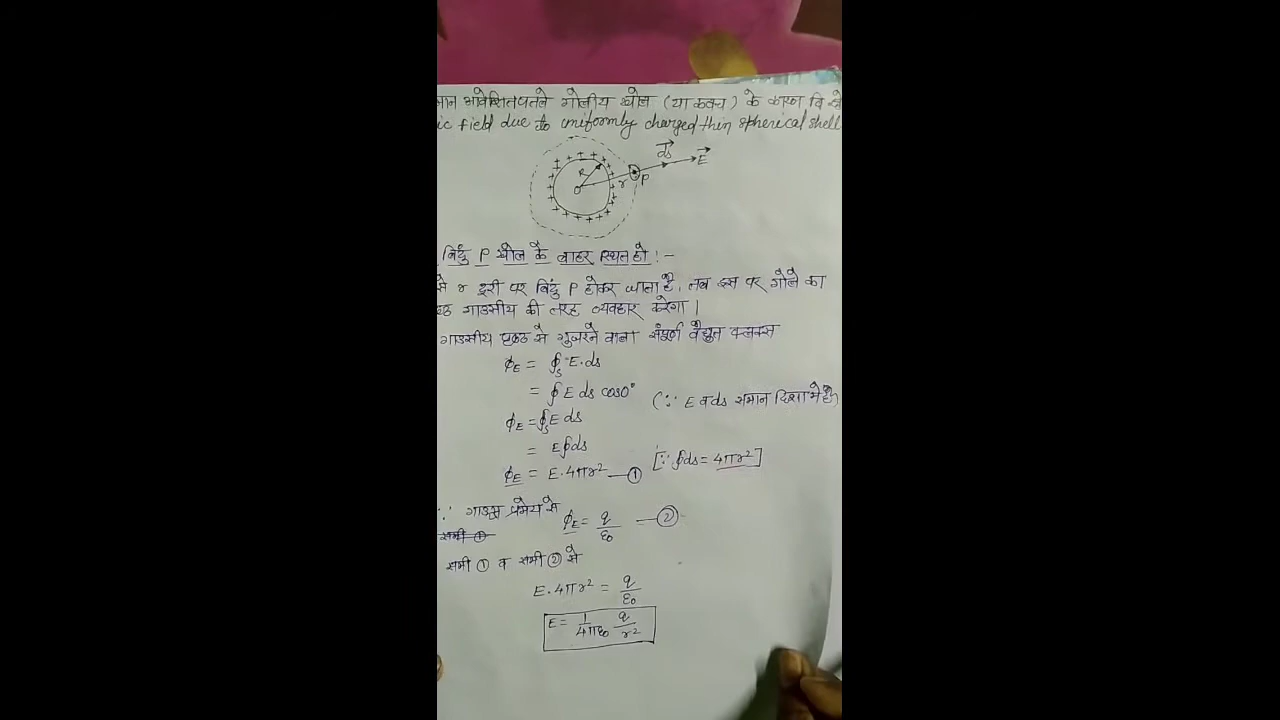 मान आवेशित पतले गोलीय खोल (या कवच) के कारण वि क्षे
ic field due to uniformly charged thin spherical shell
ds E
R
O r P
बिंदु P खोल के बाहर स्थित हो :-
से r दूरी पर बिंदु P होकर जाता है, तब इस पर गोले का
गाउसीय की तरह व्यवहार करेगा।
गाउसीय पृष्ठ से गुजरने वाला संपूर्ण वैद्युत फ्लक्स
ϕE = ∮s E·ds
= ∮ E ds cos0° (∵ E व ds समान दिशा में है)
ϕE = ∮s E ds
= E∮ds
ϕE = E·4πr² —① [∵ ∮ds = 4πr²]
∵ गाउस प्रमेय से
ϕE = q/ε₀ —②
समी ①
समी ① व समी ② से
E·4πr² = q/ε₀
E = 1/4πε₀ q/r²